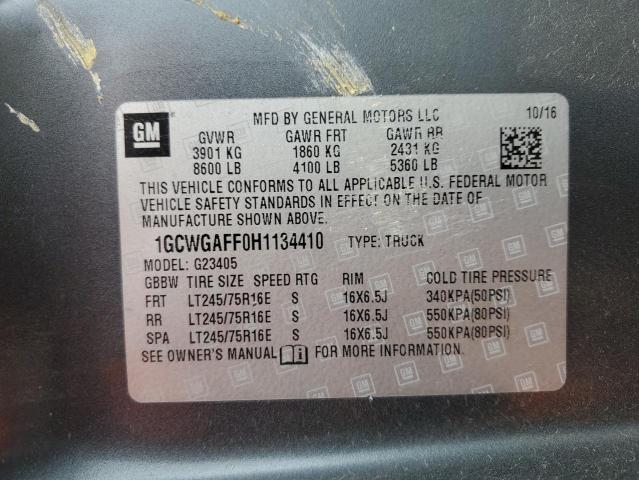 GM
MFD BY GENERAL MOTORS LLC 10/16
GVWR GAWR FRT GAWR RR
3901 KG 1860 KG 2431 KG
8600 LB 4100 LB 5360 LB
THIS VEHICLE CONFORMS TO ALL APPLICABLE U.S. FEDERAL MOTOR
VEHICLE SAFETY STANDARDS IN EFFECT ON THE DATE OF
MANUFACTURE SHOWN ABOVE.
1GCWGAFF0H1134410 TYPE: TRUCK
MODEL: G23405
GBBW TIRE SIZE SPEED RTG RIM COLD TIRE PRESSURE
FRT LT245/75R16E S 16X6.5J 340KPA(50PSI)
RR LT245/75R16E S 16X6.5J 550KPA(80PSI)
SPA LT245/75R16E S 16X6.5J 550KPA(80PSI)
SEE OWNER'S MANUAL FOR MORE INFORMATION.